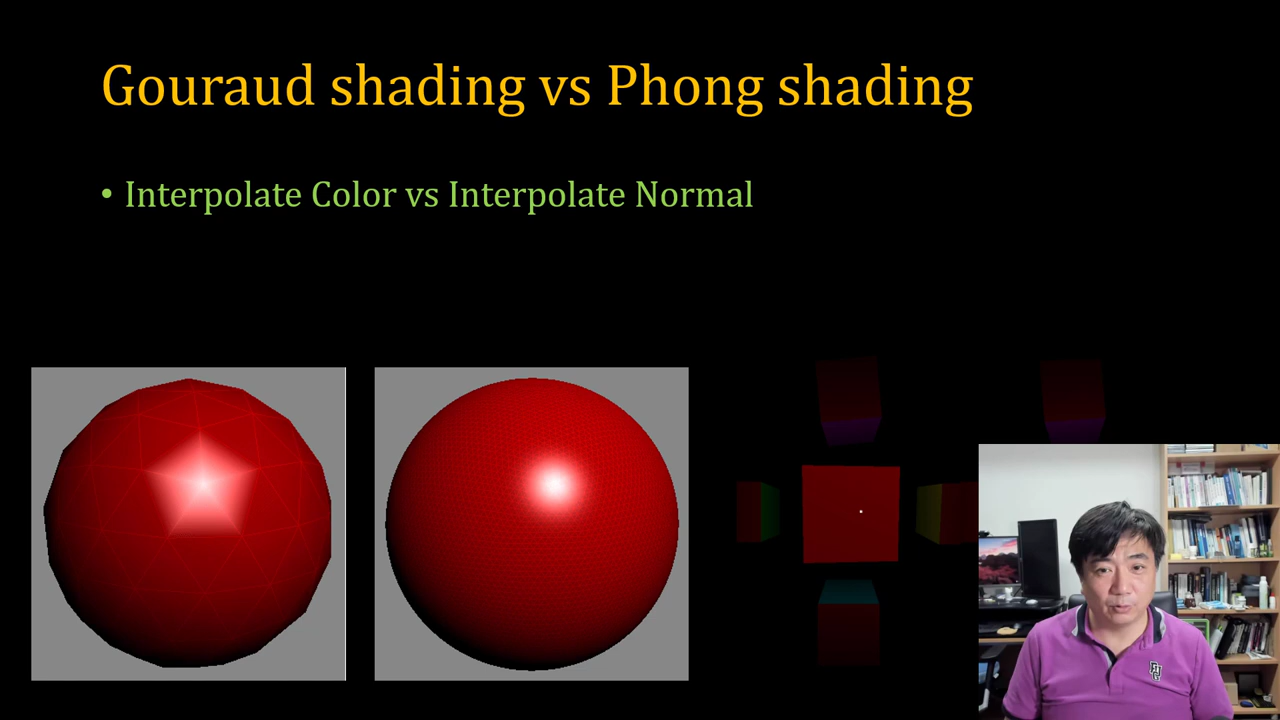 Gouraud shading vs Phong shading
• Interpolate Color vs Interpolate Normal